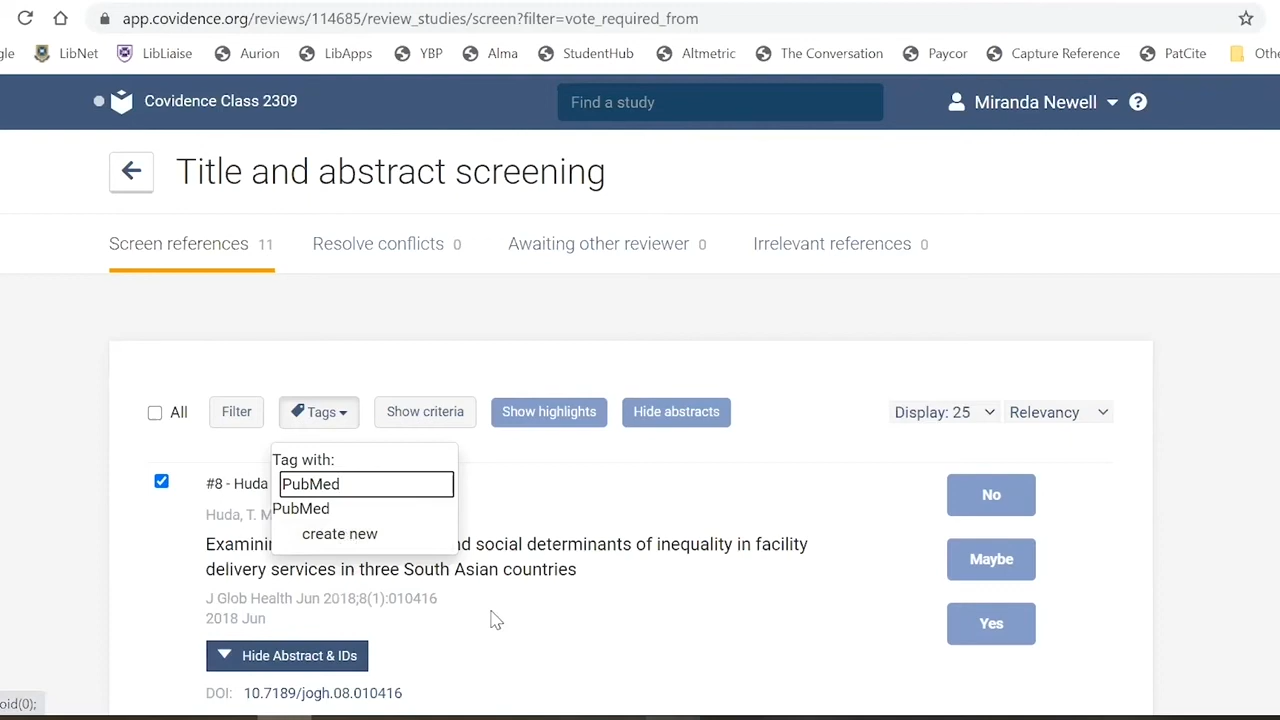 app.covidence.org/reviews/114685/review_studies/screen?filter=vote_required_from
gle LibNet LibLiaise Aurion LibApps YBP Alma StudentHub Altmetric The Conversation Paycor Capture Reference PatCite Othe
Covidence Class 2309 Find a study Miranda Newell ?
Title and abstract screening
Screen references 11 Resolve conflicts 0 Awaiting other reviewer 0 Irrelevant references 0
All Filter Tags Show criteria Show highlights Hide abstracts Display: 25 Relevancy
Tag with:
#8 - Huda PubMed No
PubMed
Huda, T. M
create new
Examinin nd social determinants of inequality in facility
delivery services in three South Asian countries Maybe
J Glob Health Jun 2018;8(1):010416
2018 Jun Yes
Hide Abstract & IDs
DOI: 10.7189/jogh.08.010416
oid(0);